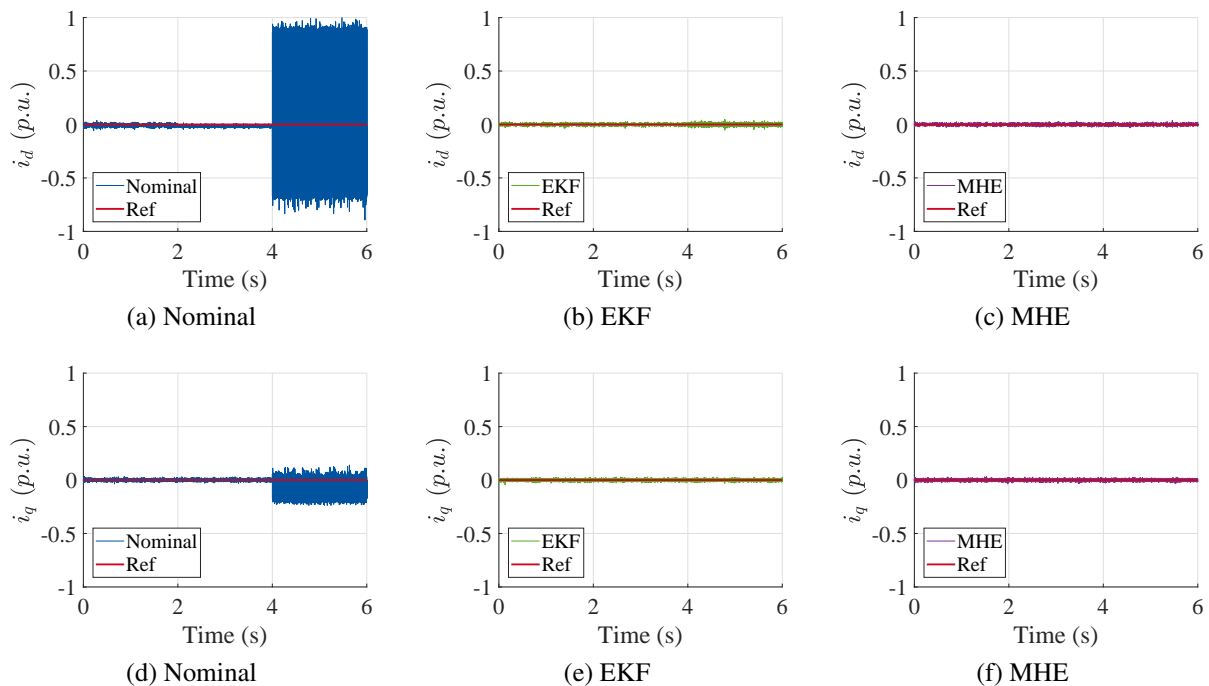 1
0.5
0
-0.5
-1
i_d (p.u.)
Nominal
Ref
0 2 4 6
Time (s)
(a) Nominal
1
0.5
0
-0.5
-1
i_d (p.u.)
EKF
Ref
0 2 4 6
Time (s)
(b) EKF
1
0.5
0
-0.5
-1
i_d (p.u.)
MHE
Ref
0 2 4 6
Time (s)
(c) MHE
1
0.5
0
-0.5
-1
i_q (p.u.)
Nominal
Ref
0 2 4 6
Time (s)
(d) Nominal
1
0.5
0
-0.5
-1
i_q (p.u.)
EKF
Ref
0 2 4 6
Time (s)
(e) EKF
1
0.5
0
-0.5
-1
i_q (p.u.)
MHE
Ref
0 2 4 6
Time (s)
(f) MHE